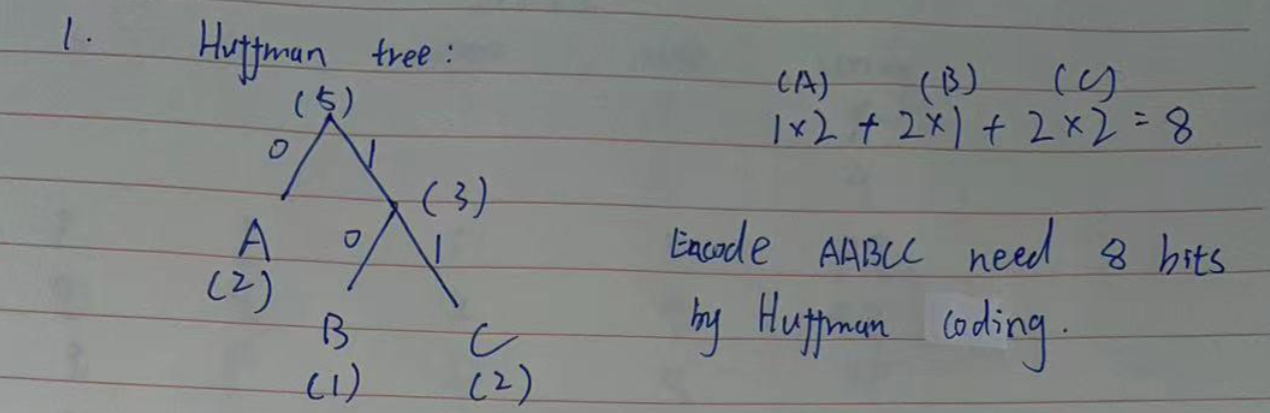 1. Huffman tree:
(5)
0 1
(3)
A 0 1
(2)
B C
(1) (2)
(A) (B) (C)
1×2 + 2×1 + 2×2 = 8
Encode AABCC need 8 bits
by Huffman coding.